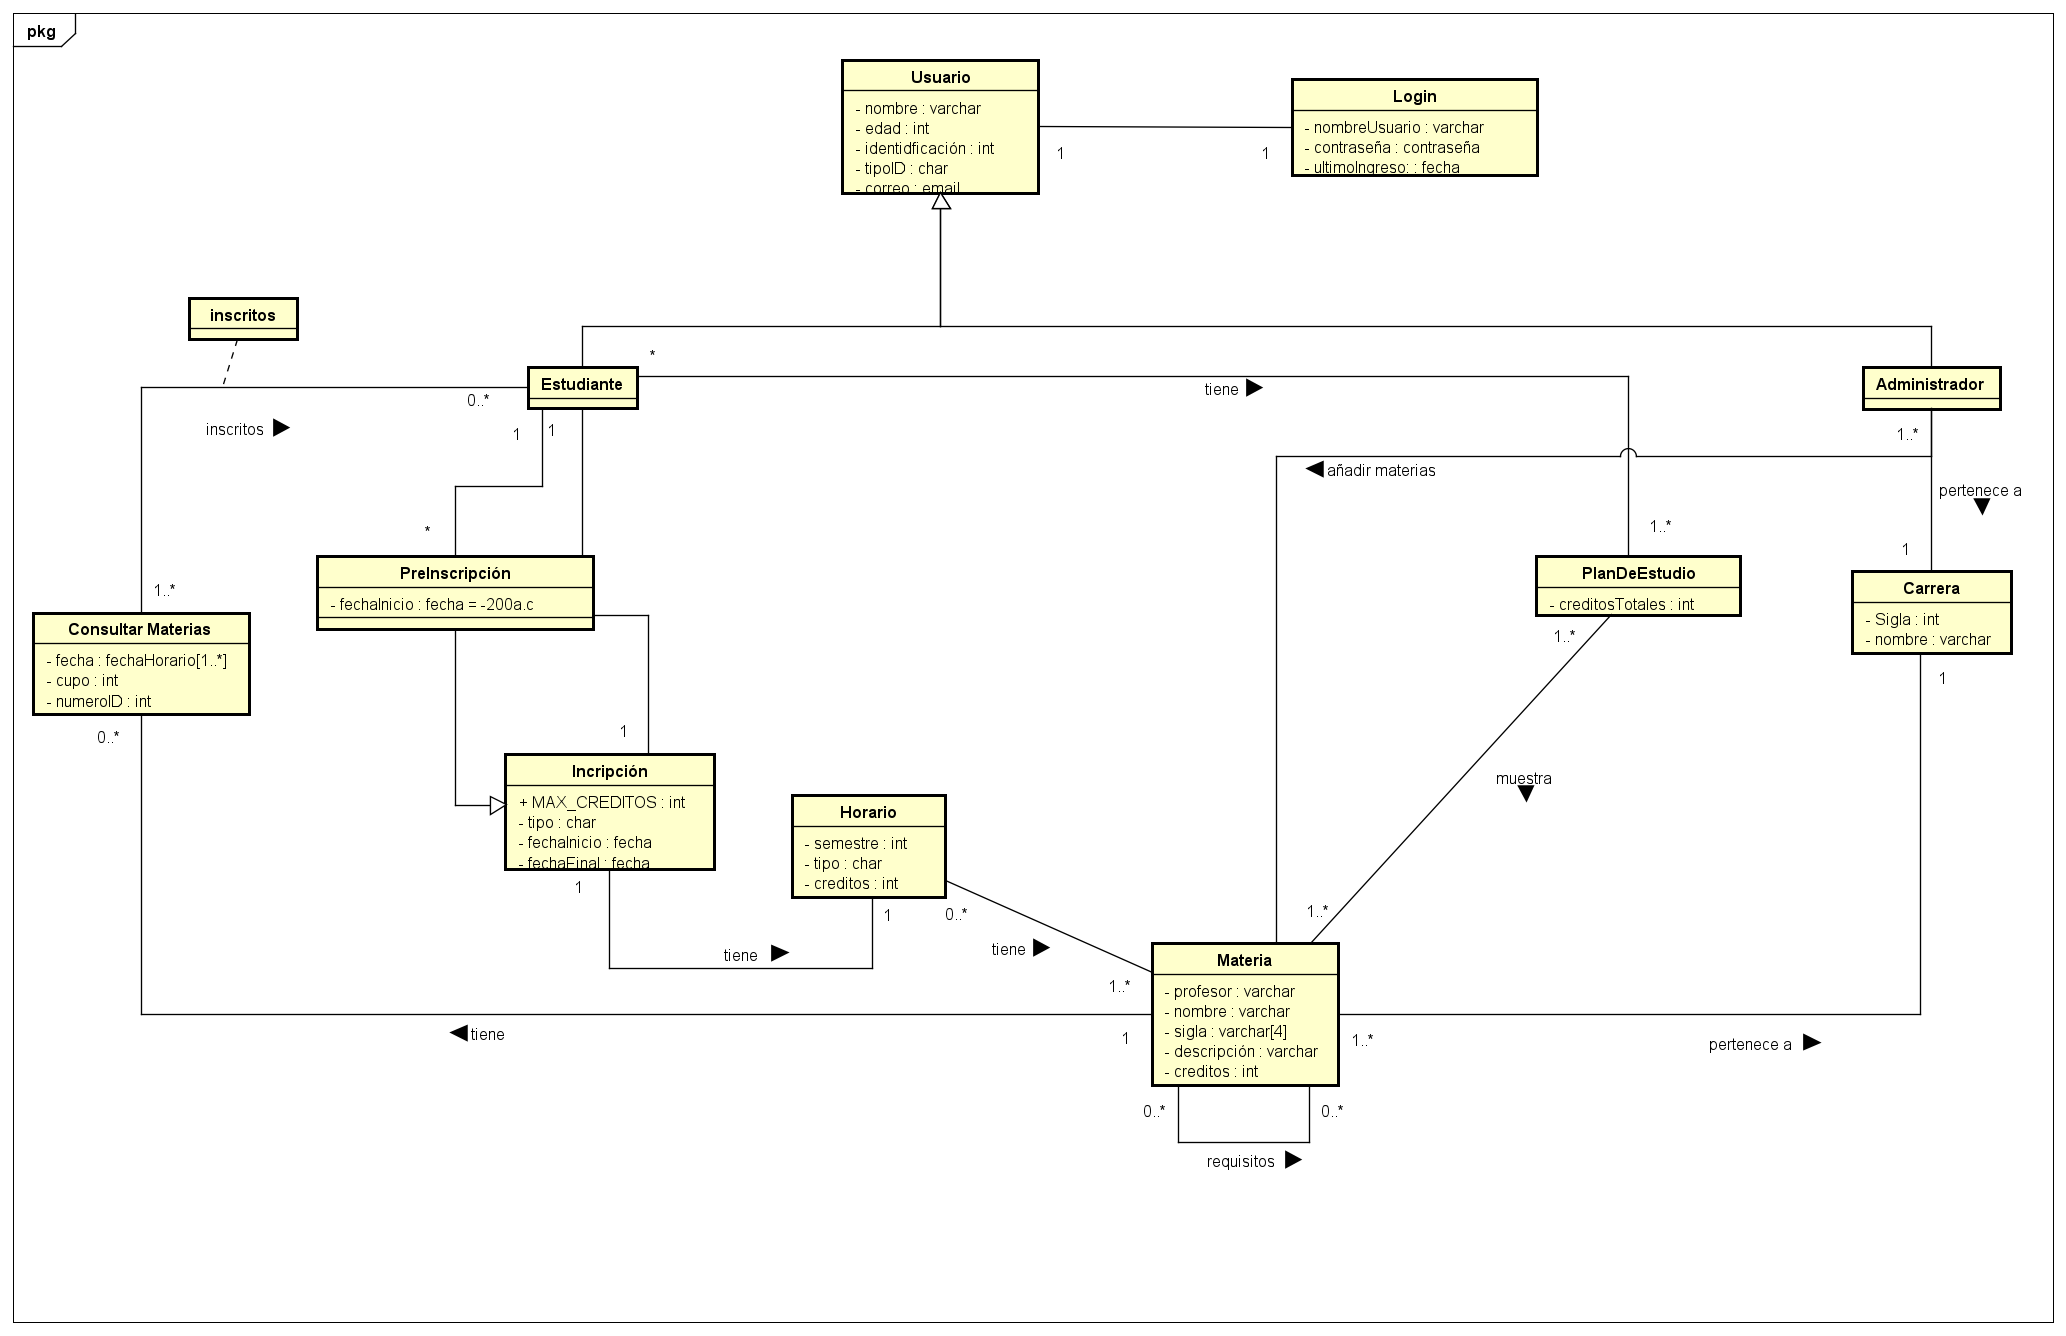 pkg
Usuario
- nombre : varchar
- edad : int
- identidficación : int
- tipoID : char
- correo : email
Login
- nombreUsuario : varchar
- contraseña : contraseña
- ultimoIngreso: : fecha
1
1
inscritos
Estudiante
*
tiene
Administrador
0..*
inscritos
1
1
1..*
añadir materias
pertenece a
*
1..*
1
PreInscripción
- fechaInicio : fecha = -200a.c
PlanDeEstudio
- creditosTotales : int
Carrera
- Sigla : int
- nombre : varchar
1..*
Consultar Materias
- fecha : fechaHorario[1..*]
- cupo : int
- numeroID : int
1..*
1
0..*
1
Incripción
+ MAX_CREDITOS : int
- tipo : char
- fechaInicio : fecha
- fechaFinal : fecha
muestra
Horario
- semestre : int
- tipo : char
- creditos : int
1
1
0..*
1..*
tiene
tiene
Materia
- profesor : varchar
- nombre : varchar
- sigla : varchar[4]
- descripción : varchar
- creditos : int
1..*
tiene
1
1..*
pertenece a
0..*
0..*
requisitos